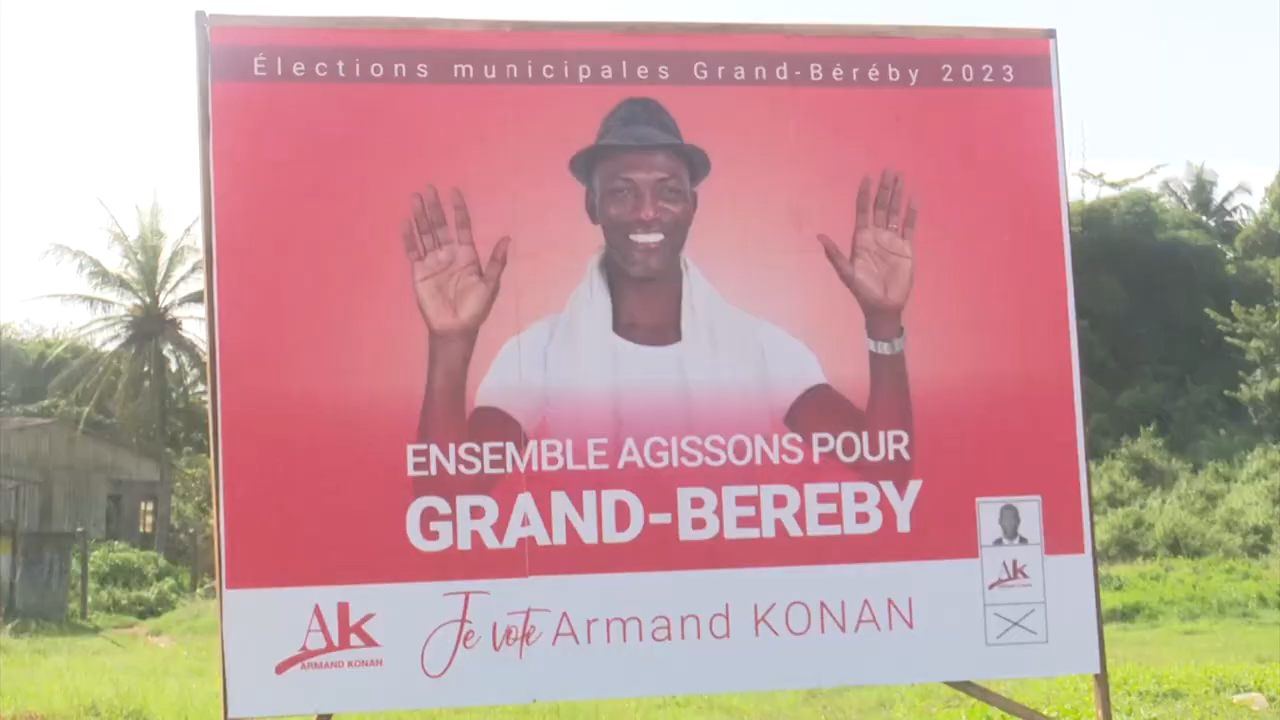 Élections municipales Grand-Béréby 2023
ENSEMBLE AGISSONS POUR
GRAND-BEREBY
Ak
ARMAND KONAN
Je vote Armand KONAN
Ak